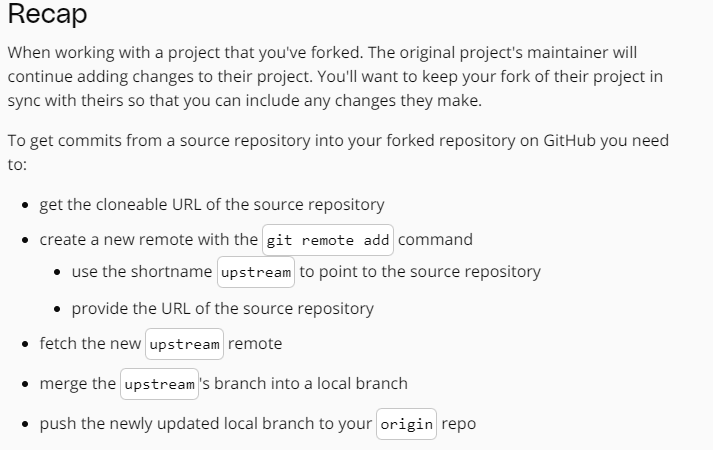 Recap
When working with a project that you've forked. The original project's maintainer will
continue adding changes to their project. You'll want to keep your fork of their project in
sync with theirs so that you can include any changes they make.
To get commits from a source repository into your forked repository on GitHub you need
to:
• get the cloneable URL of the source repository
• create a new remote with the git remote add command
• use the shortname upstream to point to the source repository
• provide the URL of the source repository
• fetch the new upstream remote
• merge the upstream's branch into a local branch
• push the newly updated local branch to your origin repo